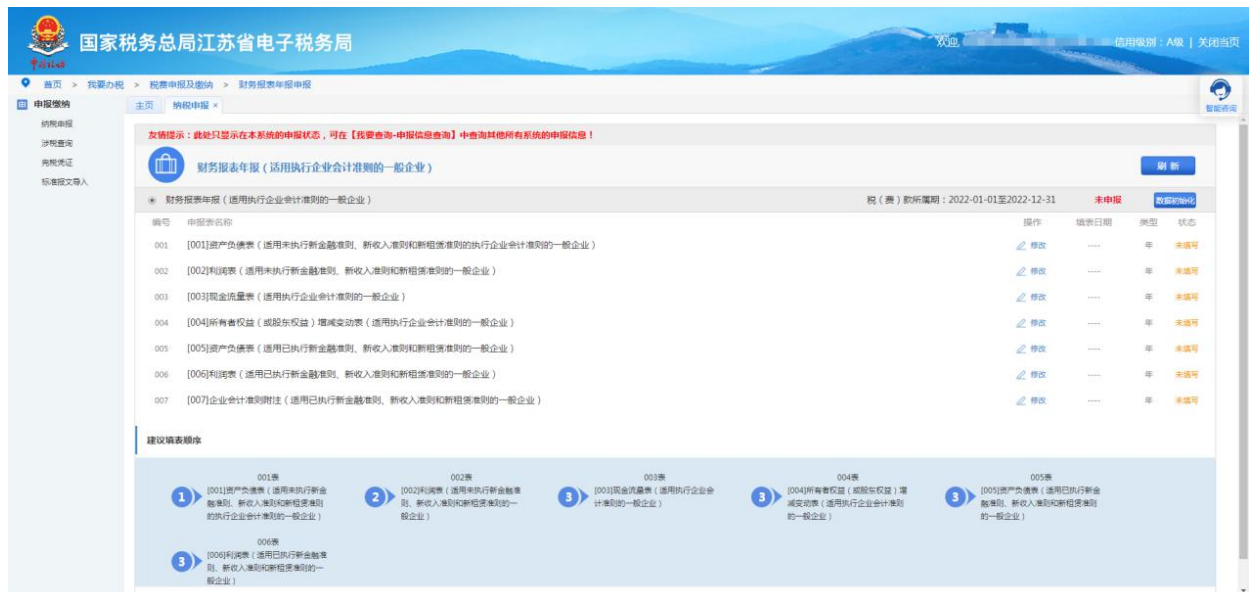 国家税务总局江苏省电子税务局
欢迎,
信用级别：A级 | 关闭当页
首页 > 我要办税 > 税费申报及缴纳 > 财务报表年报申报
智能咨询
申报缴纳
纳税申报
涉税查询
完税凭证
标准报文导入
主页 纳税申报 ×
友情提示：此处只显示在本系统的申报状态，可在【我要查询-申报信息查询】中查询其他所有系统的申报信息！
财务报表年报（适用执行企业会计准则的一般企业）
刷 新
财务报表年报（适用执行企业会计准则的一般企业） 税（费）款所属期：2022-01-01至2022-12-31 未申报 数据初始化
编号 申报表名称 操作 填表日期 类型 状态
001 [001]资产负债表（适用未执行新金融准则、新收入准则和新租赁准则的执行企业会计准则的一般企业） 修改 ---- 年 未填写
002 [002]利润表（适用未执行新金融准则、新收入准则和新租赁准则的一般企业） 修改 ---- 年 未填写
003 [003]现金流量表（适用执行企业会计准则的一般企业） 修改 ---- 年 未填写
004 [004]所有者权益（或股东权益）增减变动表（适用执行企业会计准则的一般企业） 修改 ---- 年 未填写
005 [005]资产负债表（适用已执行新金融准则、新收入准则和新租赁准则的一般企业） 修改 ---- 年 未填写
006 [006]利润表（适用已执行新金融准则、新收入准则和新租赁准则的一般企业） 修改 ---- 年 未填写
007 [007]企业会计准则附注（适用已执行新金融准则、新收入准则和新租赁准则的一般企业） 修改 ---- 年 未填写
建议填表顺序
001表
1 [001]资产负债表（适用未执行新金
融准则、新收入准则和新租赁准则
的执行企业会计准则的一般企业）
002表
2 [002]利润表（适用未执行新金融准
则、新收入准则和新租赁准则的一
般企业）
003表
3 [003]现金流量表（适用执行企业会
计准则的一般企业）
004表
3 [004]所有者权益（或股东权益）增
减变动表（适用执行企业会计准则
的一般企业）
005表
3 [005]资产负债表（适用已执行新金
融准则、新收入准则和新租赁准则
的一般企业）
006表
3 [006]利润表（适用已执行新金融准
则、新收入准则和新租赁准则的一
般企业）